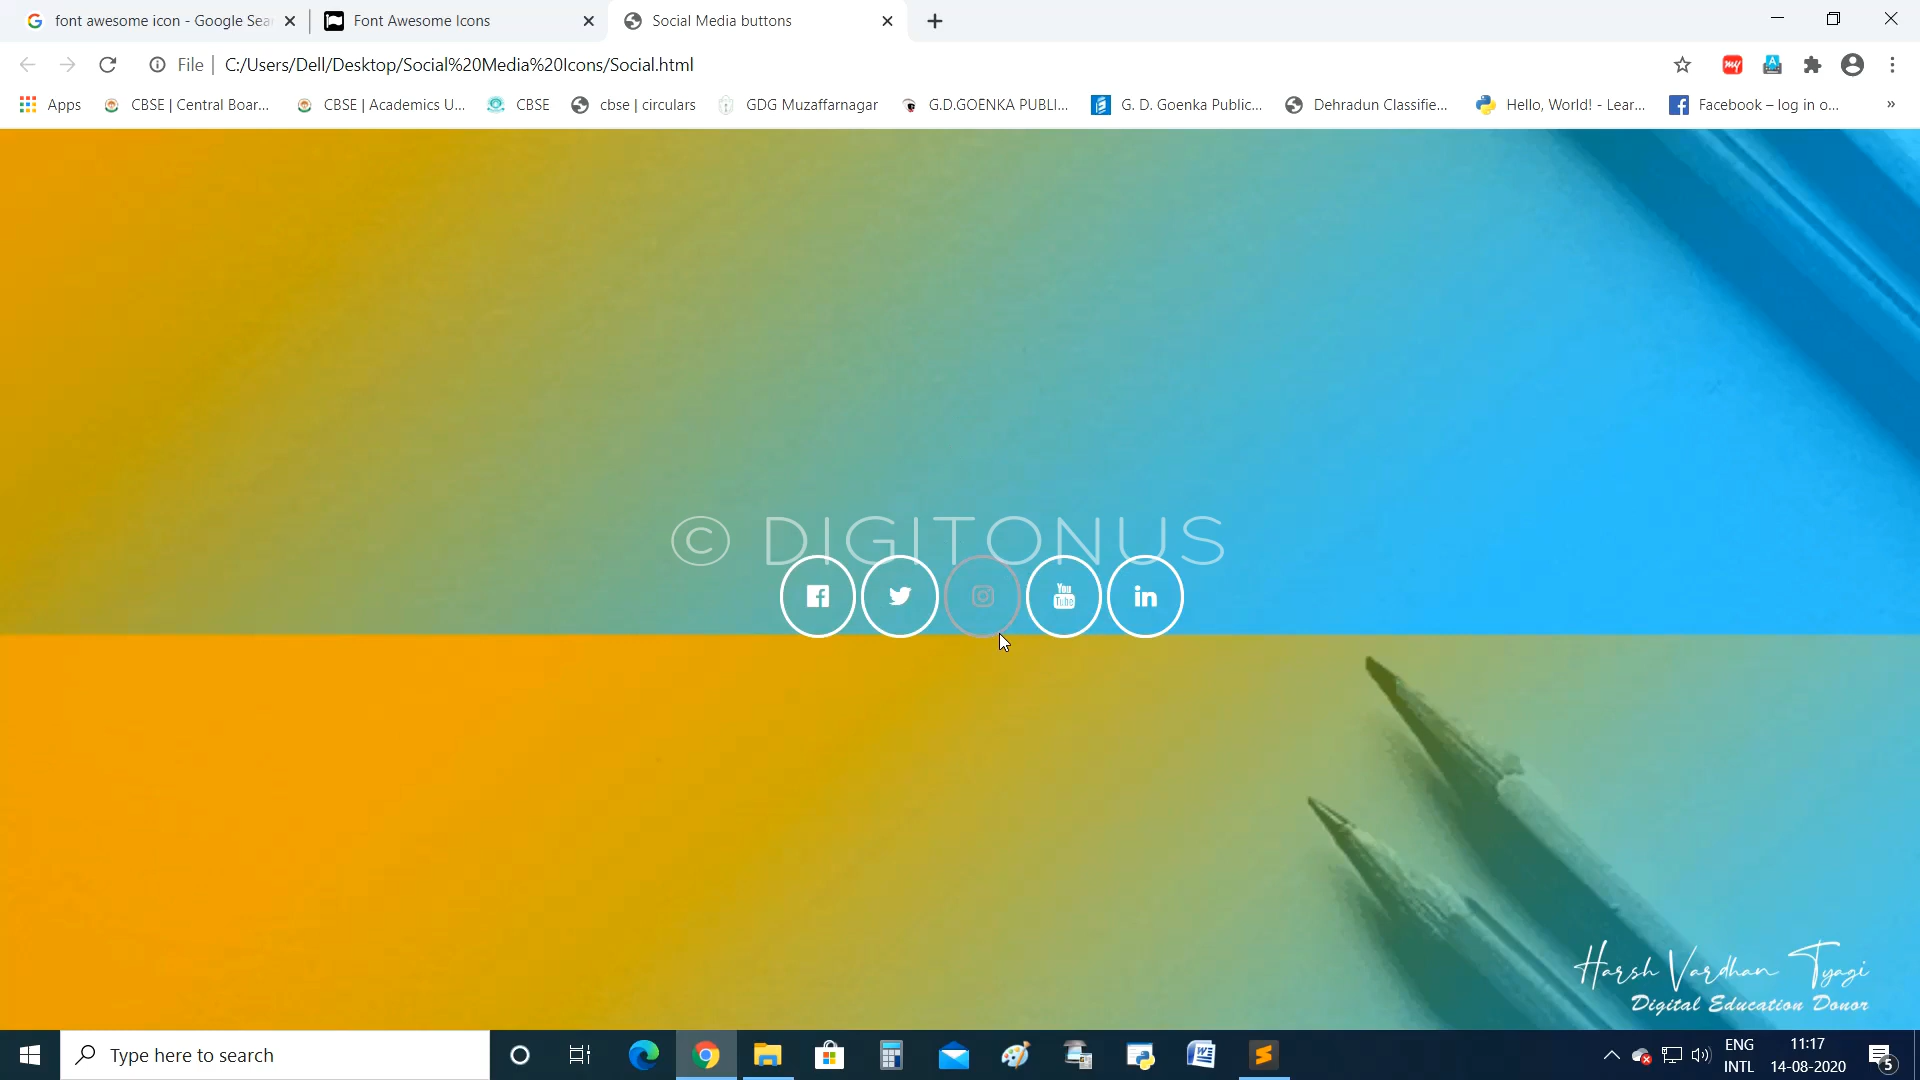 font awesome icon - Google Sea
Font Awesome Icons
Social Media buttons
File
C:/Users/Dell/Desktop/Social%20Media%20Icons/Social.html
my
A
Apps
CBSE | Central Boar...
CBSE | Academics U...
CBSE
cbse | circulars
GDG Muzaffarnagar
G.D.GOENKA PUBLI...
G. D. Goenka Public...
Dehradun Classifie...
Hello, World! - Lear...
Facebook – log in o...
»
© DIGITONUS
You
Tube
in
Harsh Vardhan Tyagi
Digital Education Donor
Type here to search
ENG
INTL
11:17
14-08-2020
5